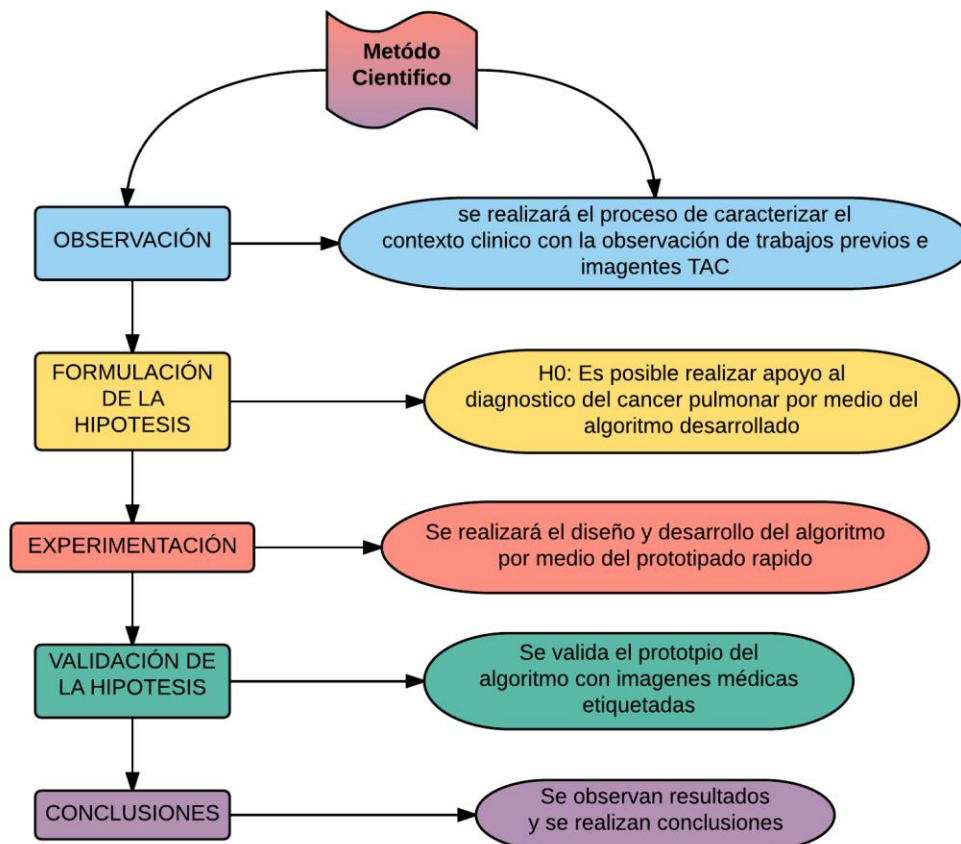 Metódo
Cientifico
OBSERVACIÓN
se realizará el proceso de caracterizar el
contexto clinico con la observación de trabajos previos e
imagentes TAC
FORMULACIÓN
DE LA
HIPOTESIS
H0: Es posible realizar apoyo al
diagnostico del cancer pulmonar por medio del
algoritmo desarrollado
EXPERIMENTACIÓN
Se realizará el diseño y desarrollo del algoritmo
por medio del prototipado rapido
VALIDACIÓN DE
LA HIPOTESIS
Se valida el prototpio del
algoritmo con imagenes médicas
etiquetadas
CONCLUSIONES
Se observan resultados
y se realizan conclusiones